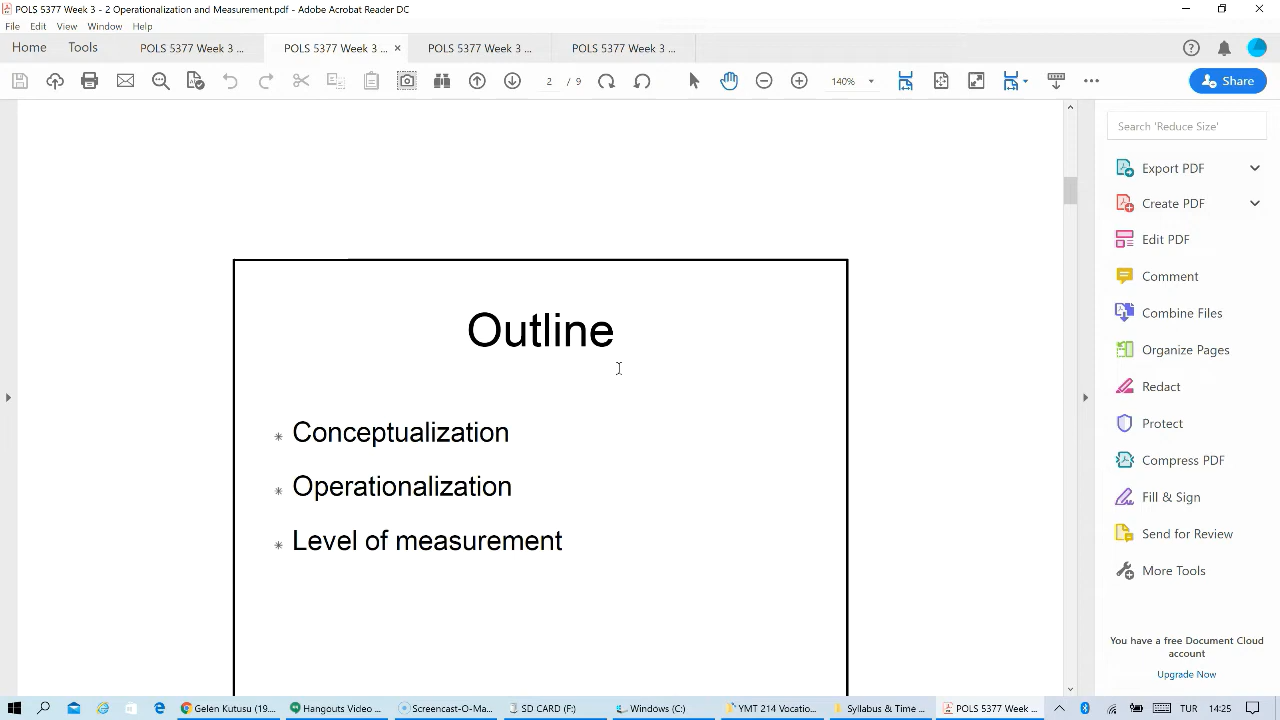 POLS 5377 Week 3 - 2 Operationalization and Measurement.pdf - Adobe Acrobat Reader DC
File Edit View Window Help
Home Tools POLS 5377 Week 3 ... POLS 5377 Week 3 ... POLS 5377 Week 3 ... POLS 5377 Week 3 ...
2 / 9 140% Share
Search 'Reduce Size'
Export PDF
Create PDF
Edit PDF
Comment
Combine Files
Organize Pages
Redact
Protect
Compress PDF
Fill & Sign
Send for Review
More Tools
You have a free Document Cloud
account
Upgrade Now
Outline
* Conceptualization
* Operationalization
* Level of measurement
Gelen Kutusu (19... Hangouts Video ... Screencast-O-Ma... SD CARD (F:) Windows (C:) YMT 214 Vocatio... Syllabus & Time ... POLS 5377 Week ... TUR 14:25